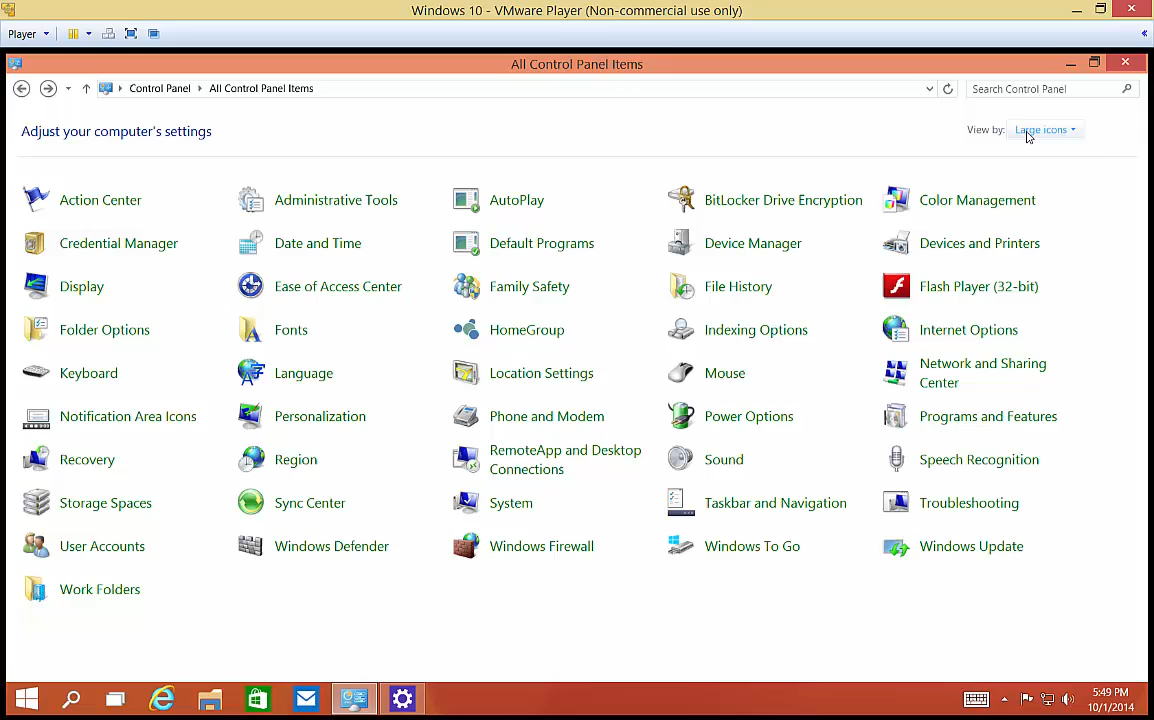 Windows 10 - VMware Player (Non-commercial use only)
Player
All Control Panel Items
Control Panel All Control Panel Items
Search Control Panel
Adjust your computer's settings
View by: Large icons
Action Center
Administrative Tools
AutoPlay
BitLocker Drive Encryption
Color Management
Credential Manager
Date and Time
Default Programs
Device Manager
Devices and Printers
Display
Ease of Access Center
Family Safety
File History
Flash Player (32-bit)
Folder Options
Fonts
HomeGroup
Indexing Options
Internet Options
Keyboard
Language
Location Settings
Mouse
Network and Sharing
Center
Notification Area Icons
Personalization
Phone and Modem
Power Options
Programs and Features
Recovery
Region
RemoteApp and Desktop
Connections
Sound
Speech Recognition
Storage Spaces
Sync Center
System
Taskbar and Navigation
Troubleshooting
User Accounts
Windows Defender
Windows Firewall
Windows To Go
Windows Update
Work Folders
5:49 PM
10/1/2014